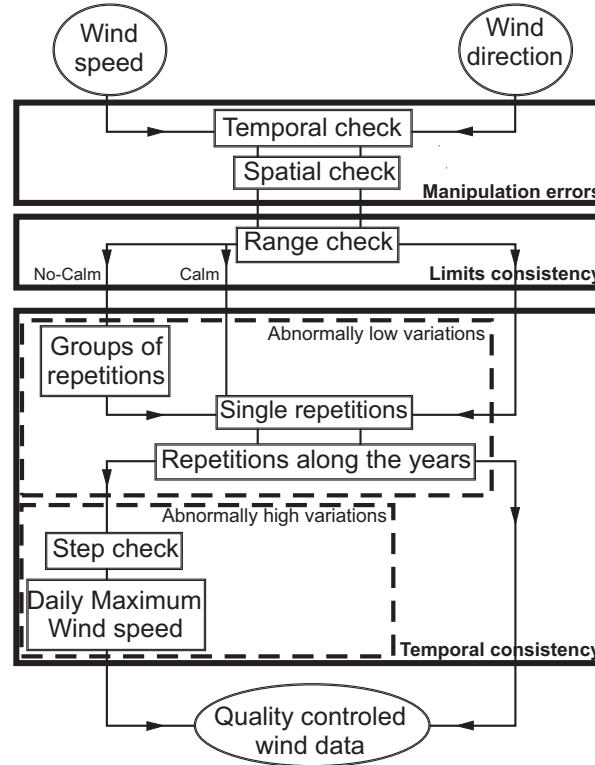 Wind
speed
Wind
direction
Temporal check
Spatial check
Manipulation errors
Range check
No-Calm
Calm
Limits consistency
Abnormally low variations
Groups of
repetitions
Single repetitions
Repetitions along the years
Abnormally high variations
Step check
Daily Maximum
Wind speed
Temporal consistency
Quality controled
wind data